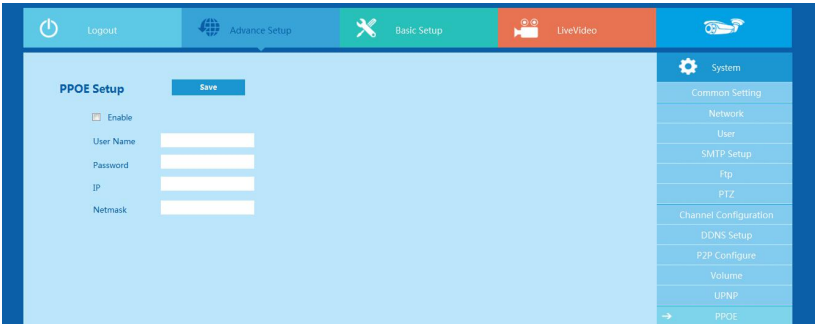 Logout
Advance Setup
Basic Setup
LiveVideo
PPOE Setup
Save
Enable
User Name
Password
IP
Netmask
System
Common Setting
Network
User
SMTP Setup
Ftp
PTZ
Channel Configuration
DDNS Setup
P2P Configure
Volume
UPNP
PPOE